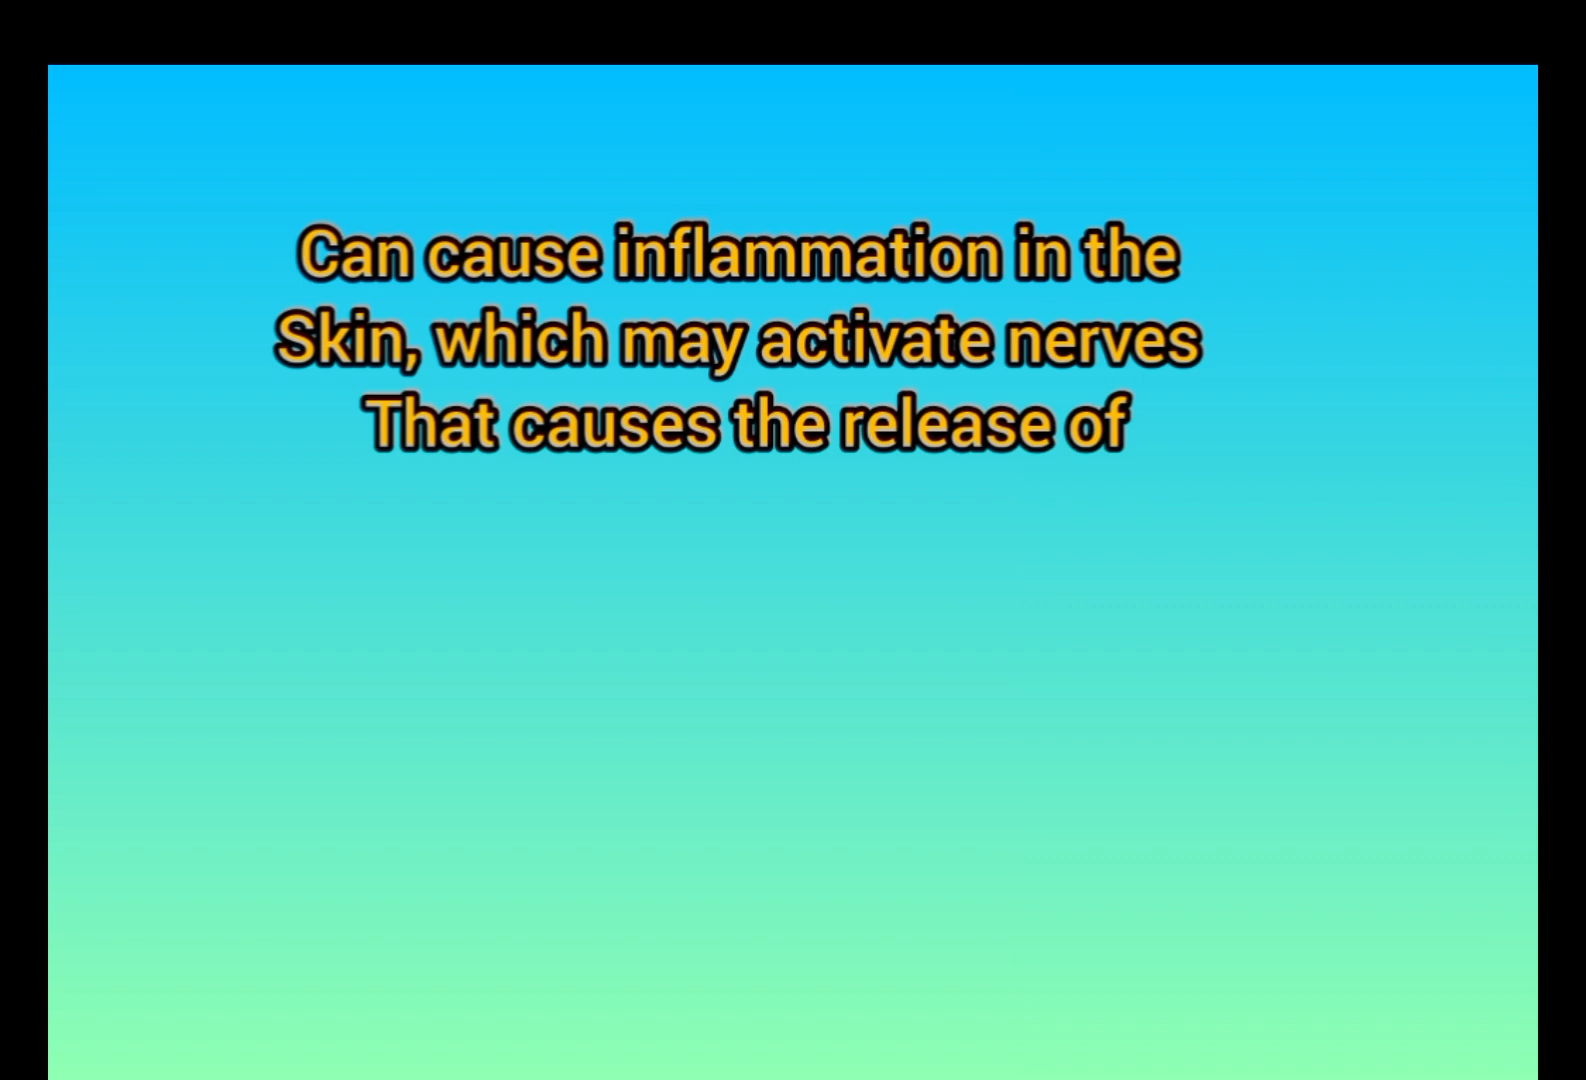 Can cause inflammation in the
Skin, which may activate nerves
That causes the release of